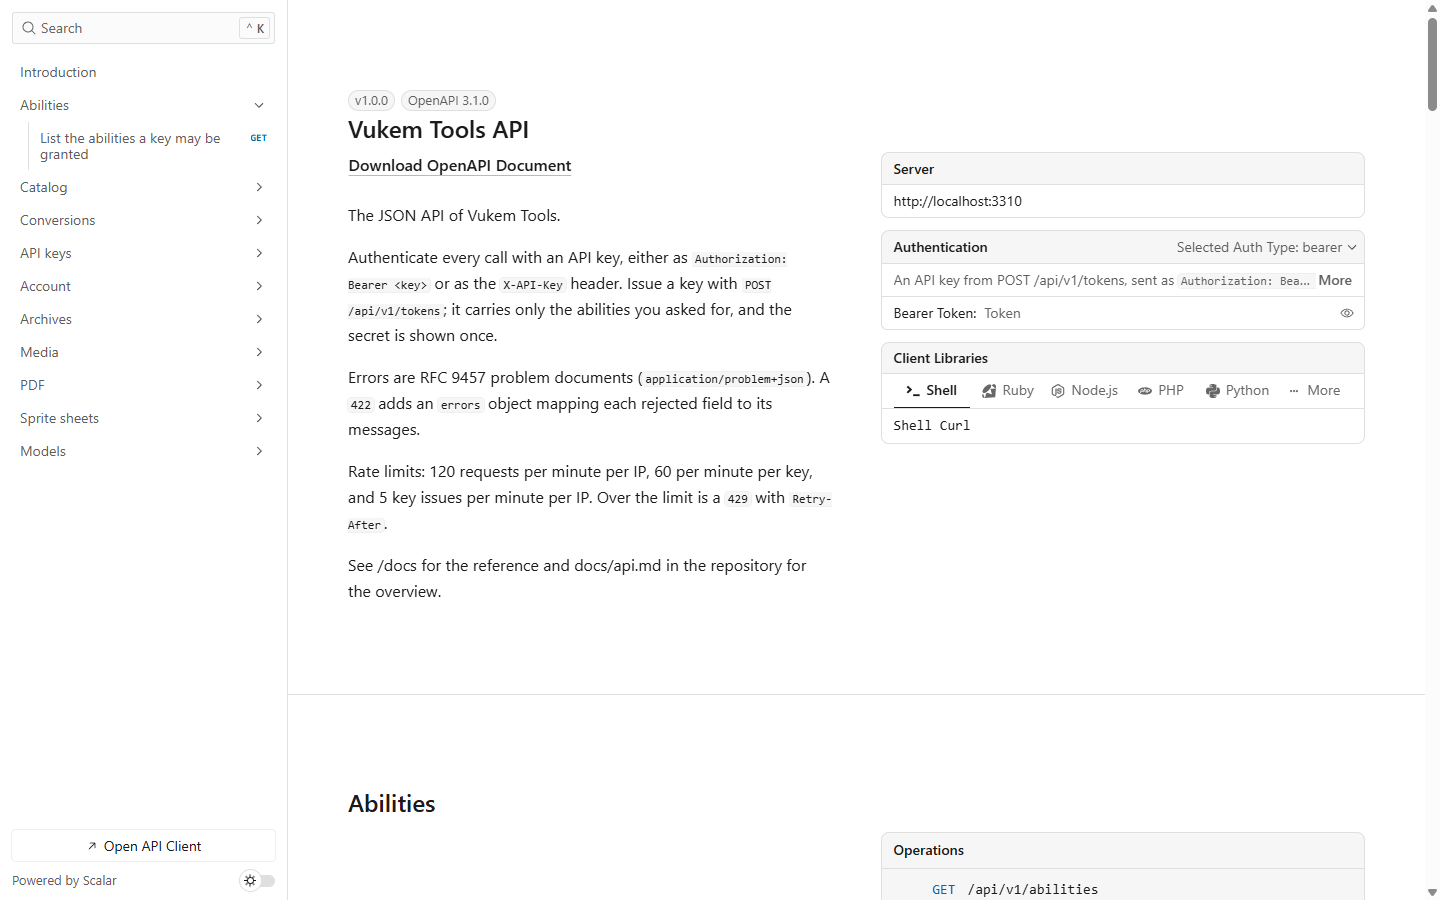 Search
^ K
Introduction
Abilities
List the abilities a key may be
granted
GET
Catalog
Conversions
API keys
Account
Archives
Media
PDF
Sprite sheets
Models
Open API Client
Powered by Scalar
v1.0.0
OpenAPI 3.1.0
Vukem Tools API
Download OpenAPI Document
The JSON API of Vukem Tools.
Authenticate every call with an API key, either as Authorization:
Bearer <key> or as the X-API-Key header. Issue a key with POST
/api/v1/tokens; it carries only the abilities you asked for, and the
secret is shown once.
Errors are RFC 9457 problem documents (application/problem+json). A
422 adds an errors object mapping each rejected field to its
messages.
Rate limits: 120 requests per minute per IP, 60 per minute per key,
and 5 key issues per minute per IP. Over the limit is a 429 with Retry-
After.
See /docs for the reference and docs/api.md in the repository for
the overview.
Server
http://localhost:3310
Authentication
Selected Auth Type: bearer
An API key from POST /api/v1/tokens, sent as Authorization: Bea... More
Bearer Token: Token
Client Libraries
Shell Ruby Node.js PHP Python More
Shell Curl
Abilities
Operations
GET /api/v1/abilities